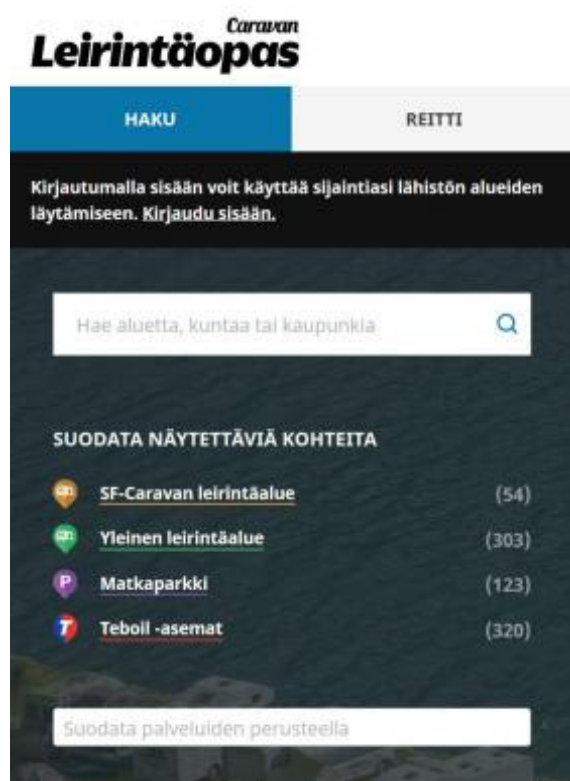 Caravan
Leirintäopas
HAKU
REITTI
Kirjautumalla sisään voit käyttää sijaintiasi lähistön alueiden
läytämiseen. Kirjaudu sisään.
Hae aluetta, kuntaa tai kaupunkia
SUODATA NÄYTETTÄVIÄ KOHTEITA
SF-Caravan leirintäalue (54)
Yleinen leirintäalue (303)
P Matkaparkki (123)
T Teboil -asemat (320)
Suodata palveluiden perusteella